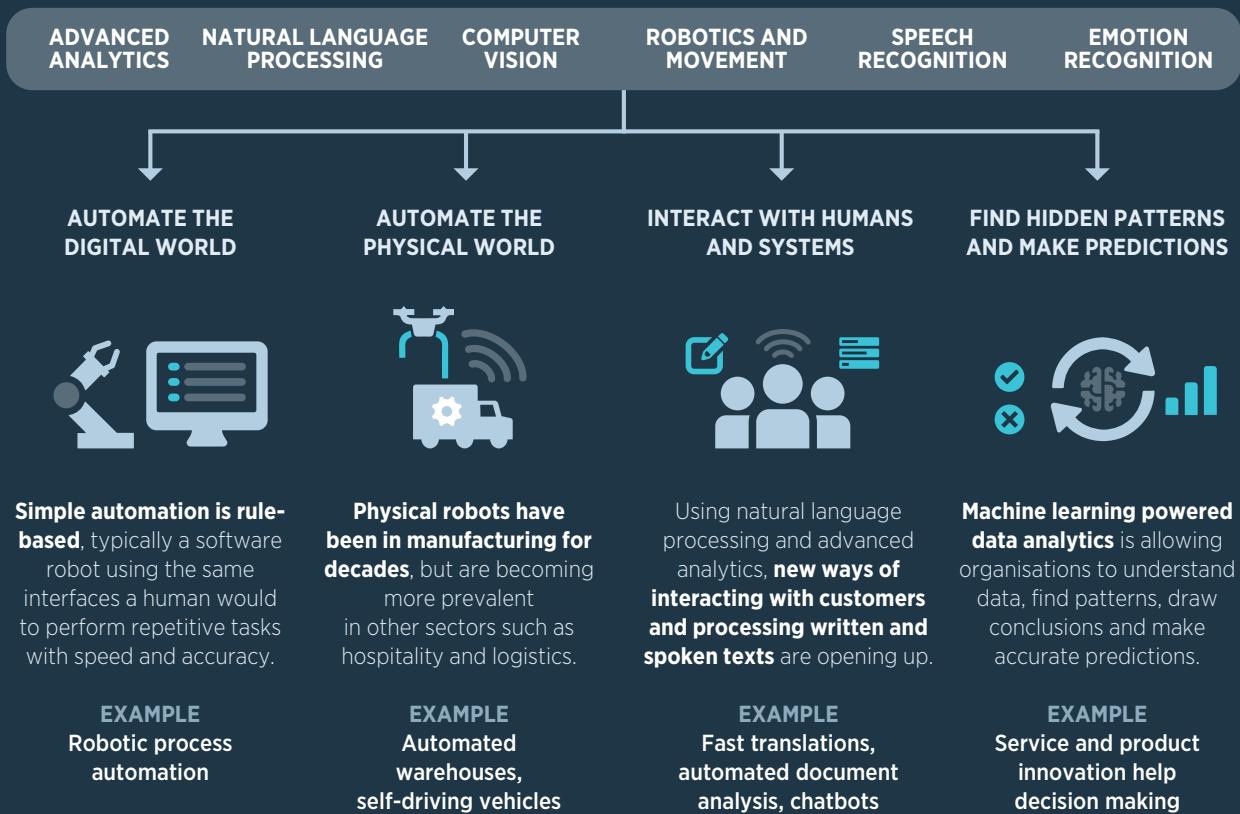 ADVANCED
ANALYTICS
NATURAL LANGUAGE
PROCESSING
COMPUTER
VISION
ROBOTICS AND
MOVEMENT
SPEECH
RECOGNITION
EMOTION
RECOGNITION
AUTOMATE THE
DIGITAL WORLD
Simple automation is rule-
based, typically a software
robot using the same
interfaces a human would
to perform repetitive tasks
with speed and accuracy.
EXAMPLE
Robotic process
automation
AUTOMATE THE
PHYSICAL WORLD
Physical robots have
been in manufacturing for
decades, but are becoming
more prevalent
in other sectors such as
hospitality and logistics.
EXAMPLE
Automated
warehouses,
self-driving vehicles
INTERACT WITH HUMANS
AND SYSTEMS
Using natural language
processing and advanced
analytics, new ways of
interacting with customers
and processing written and
spoken texts are opening up.
EXAMPLE
Fast translations,
automated document
analysis, chatbots
FIND HIDDEN PATTERNS
AND MAKE PREDICTIONS
Machine learning powered
data analytics is allowing
organisations to understand
data, find patterns, draw
conclusions and make
accurate predictions.
EXAMPLE
Service and product
innovation help
decision making